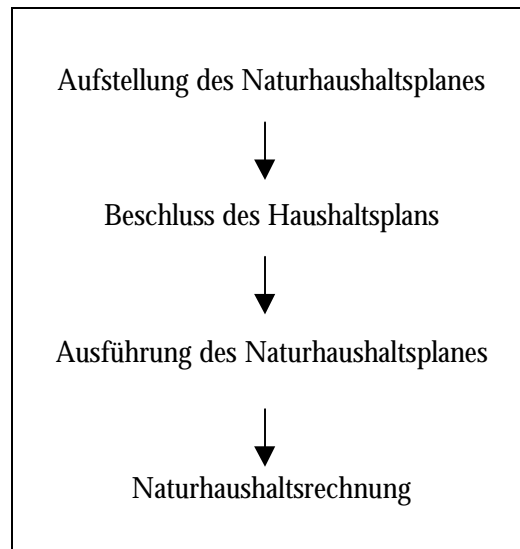 Aufstellung des Naturhaushaltsplanes
Beschluss des Haushaltsplans
Ausführung des Naturhaushaltsplanes
Naturhaushaltsrechnung